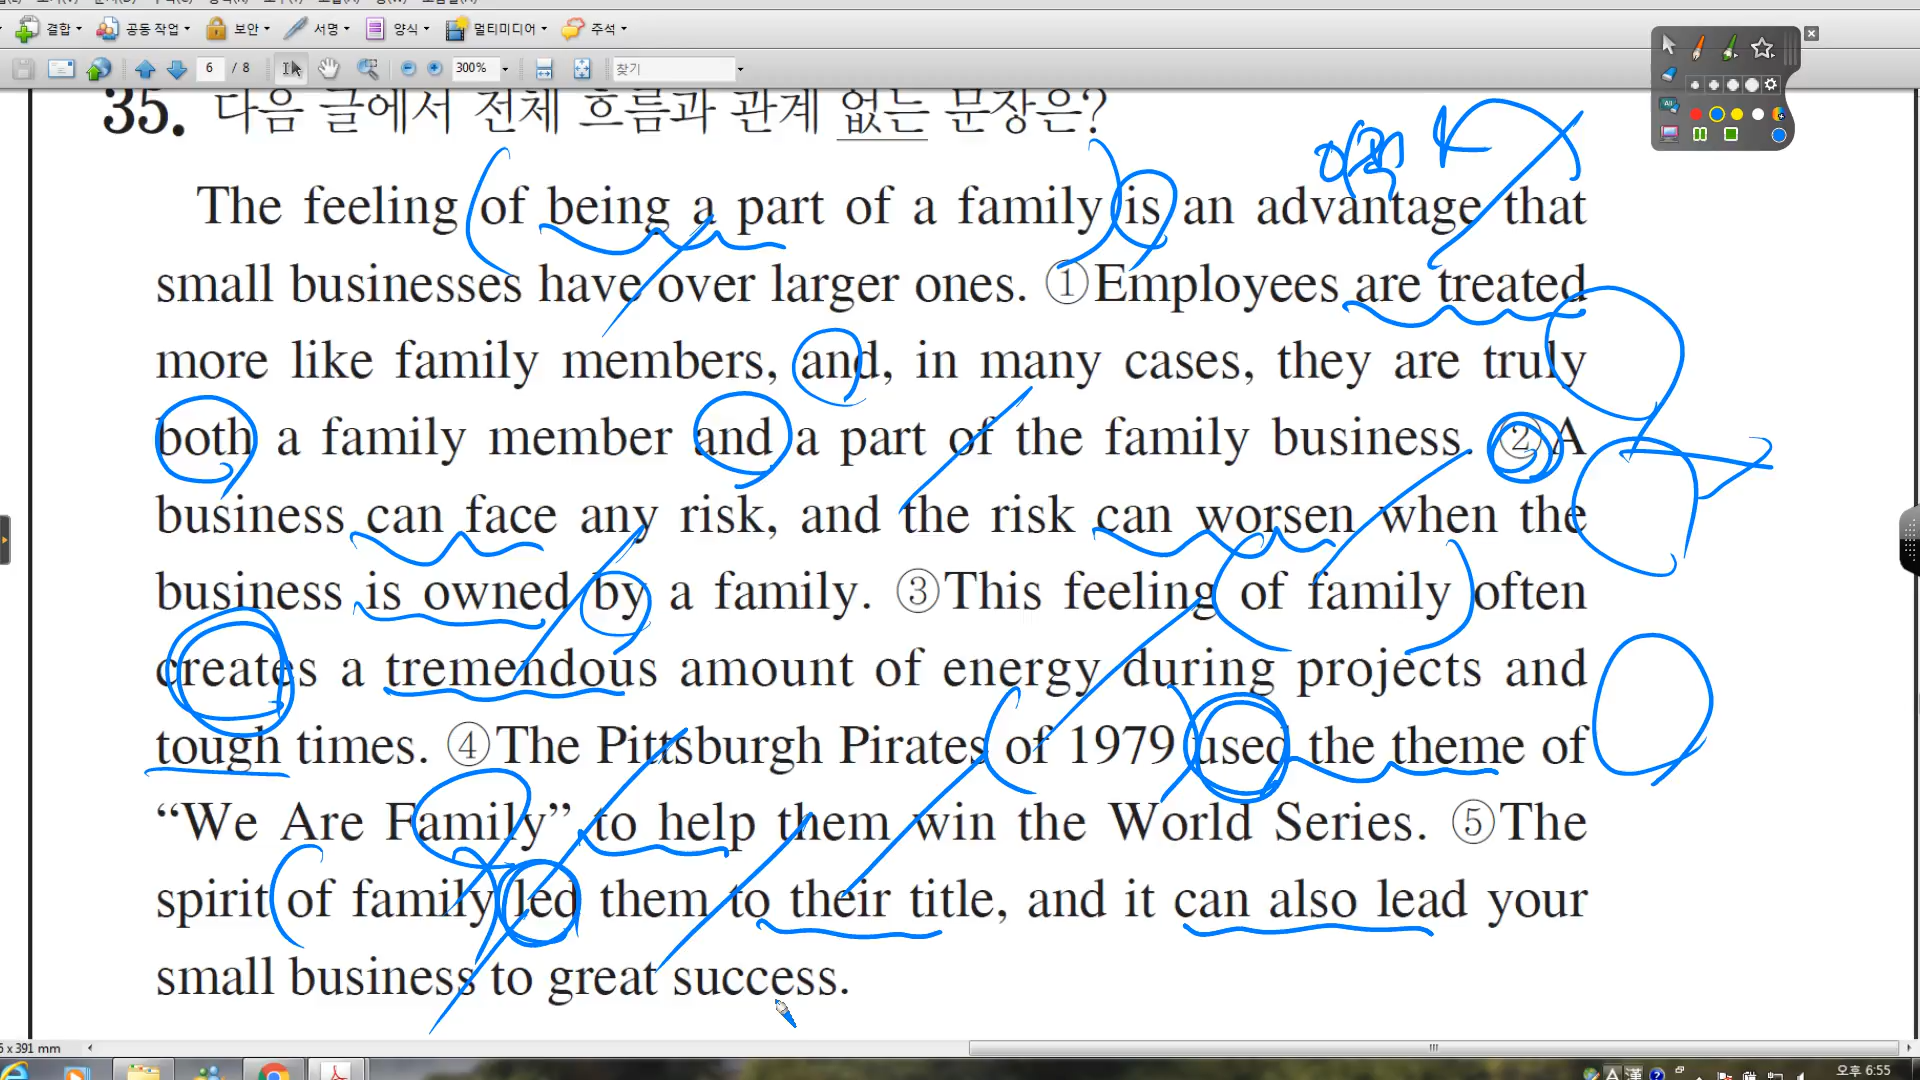 결합 공동 작업 보안 서명 양식 멀티미디어 주석
6 / 8 300% 찾기
35. 다음 글에서 전체 흐름과 관계 없는 문장은?
The feeling of being a part of a family is an advantage that
small businesses have over larger ones. ①Employees are treated
more like family members, and, in many cases, they are truly
both a family member and a part of the family business. ②A
business can face any risk, and the risk can worsen when the
business is owned by a family. ③This feeling of family often
creates a tremendous amount of energy during projects and
tough times. ④The Pittsburgh Pirates of 1979 used the theme of
“We Are Family” to help them win the World Series. ⑤The
spirit of family led them to their title, and it can also lead your
small business to great success.
x 391 mm
A 漢 오후 6:55